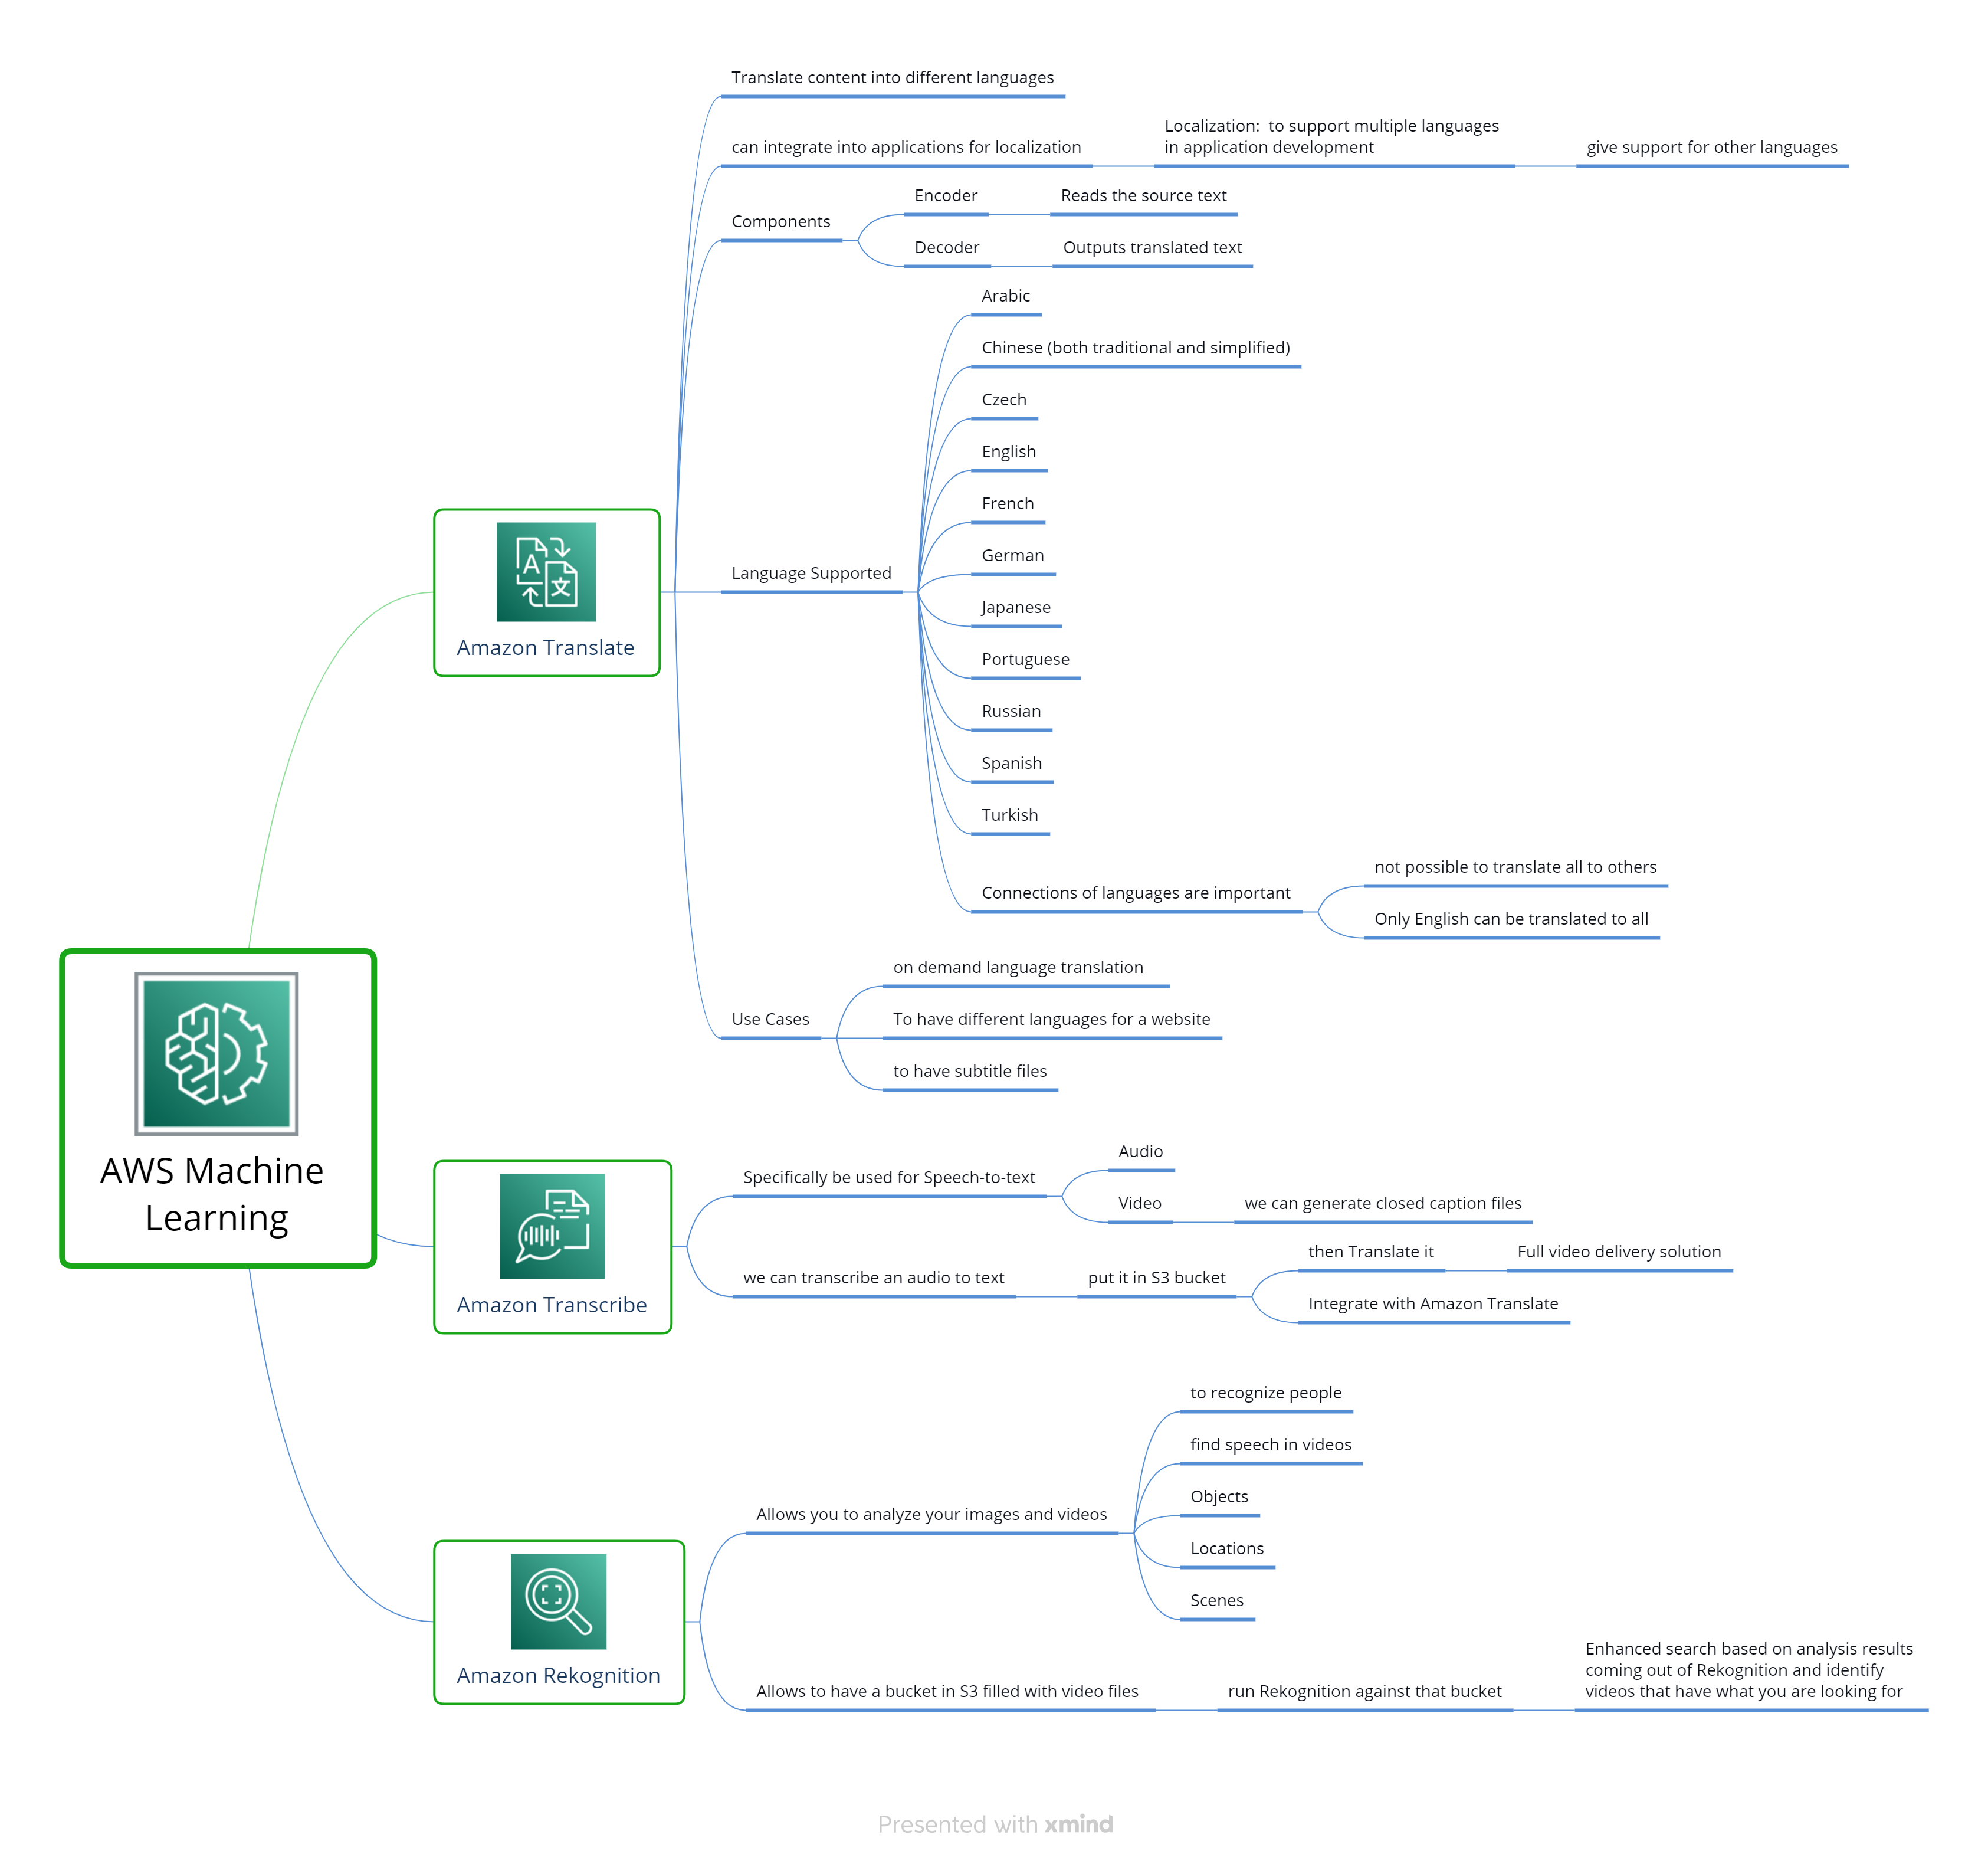 Translate content into different languages
can integrate into applications for localization
Localization:  to support multiple languages
in application development
give support for other languages
Components
Encoder
Reads the source text
Decoder
Outputs translated text
Language Supported
Arabic
Chinese (both traditional and simplified)
Czech
English
French
German
Japanese
Portuguese
Russian
Spanish
Turkish
Connections of languages are important
not possible to translate all to others
Only English can be translated to all
A
文
Amazon Translate
Use Cases
on demand language translation
To have different languages for a website
to have subtitle files
AWS Machine
Learning
Amazon Transcribe
Specifically be used for Speech-to-text
Audio
Video
we can generate closed caption files
we can transcribe an audio to text
put it in S3 bucket
then Translate it
Full video delivery solution
Integrate with Amazon Translate
Amazon Rekognition
Allows you to analyze your images and videos
to recognize people
find speech in videos
Objects
Locations
Scenes
Allows to have a bucket in S3 filled with video files
run Rekognition against that bucket
Enhanced search based on analysis results
coming out of Rekognition and identify
videos that have what you are looking for
Presented with xmind